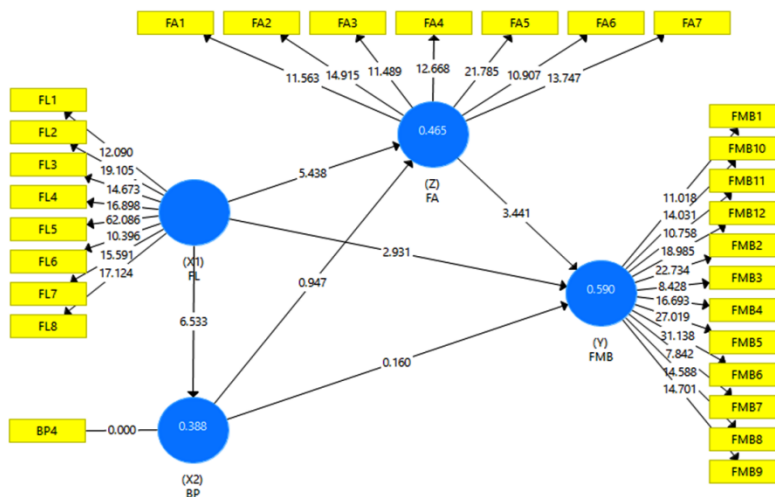 FA1 FA2 FA3 FA4 FA5 FA6 FA7
11.563 14.915 11.489 12.668 21.785 10.907 13.747
0.465
(Z)
FA
FL1
FL2
FL3
FL4
FL5
FL6
FL7
FL8
12.090
19.105
14.673
16.898
62.086
10.396
15.591
17.124
(X1)
FL
5.438
2.931
0.947
6.533
3.441
0.160
BP4
0.000
0.388
(X2)
BP
0.590
(Y)
FMB
11.018
14.031
10.758
18.985
22.734
8.428
16.693
27.019
31.138
7.842
14.588
14.701
FMB1
FMB10
FMB11
FMB12
FMB2
FMB3
FMB4
FMB5
FMB6
FMB7
FMB8
FMB9